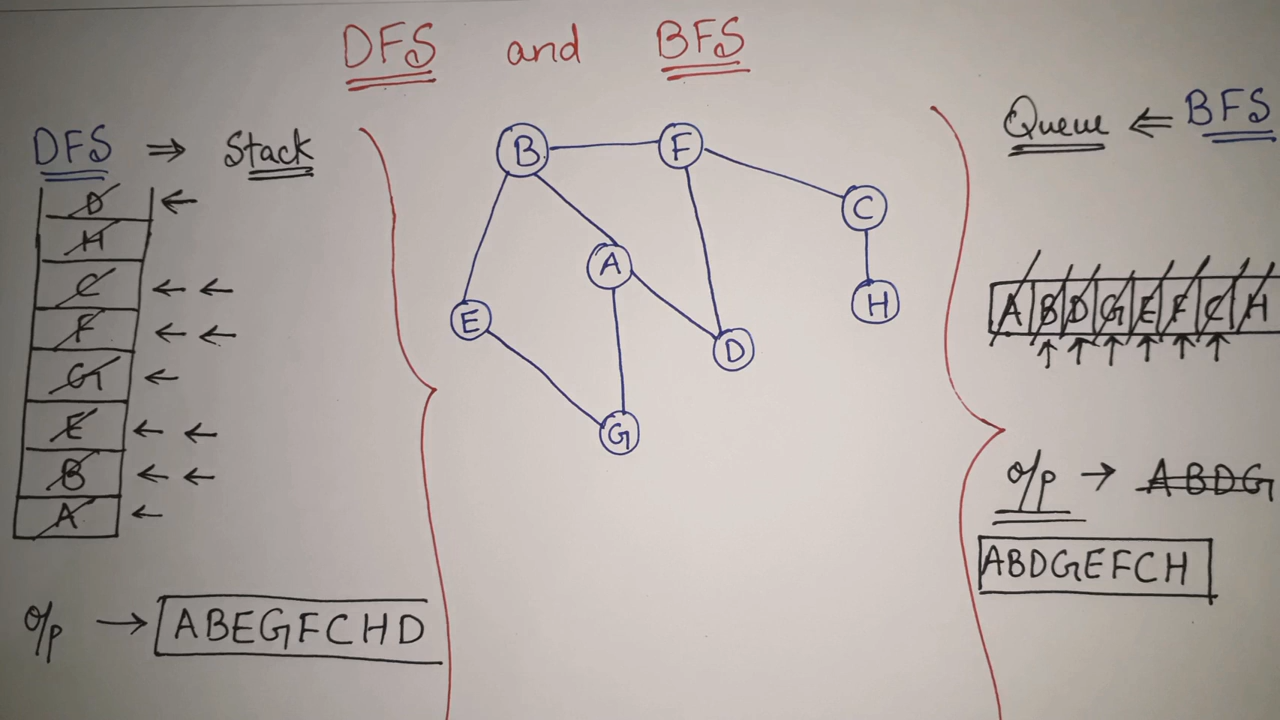 DFS and BFS
DFS ⇒ Stack
D
H
C
F
G
E
B
A
o/p → ABEGFCHD
B
F
C
A
H
E
D
G
Queue ⇐ BFS
A B D G E F C H
o/p → ABDG
ABDGEFCH